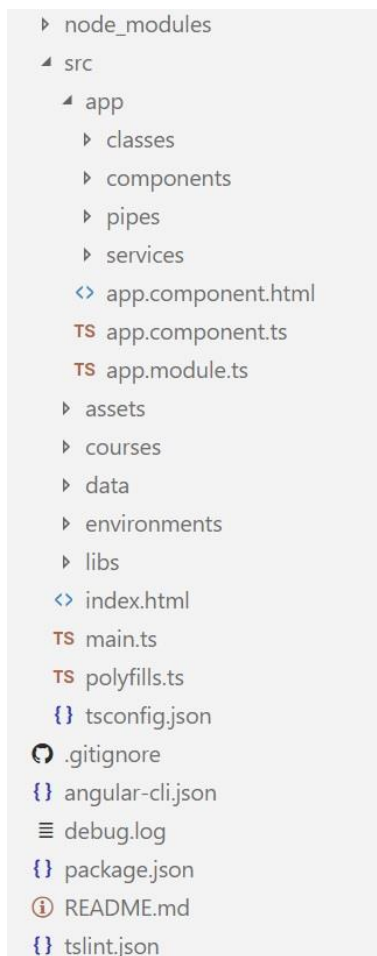 node_modules
src
app
classes
components
pipes
services
<> app.component.html
TS app.component.ts
TS app.module.ts
assets
courses
data
environments
libs
<> index.html
TS main.ts
TS polyfills.ts
{} tsconfig.json
.gitignore
{} angular-cli.json
debug.log
{} package.json
README.md
{} tslint.json